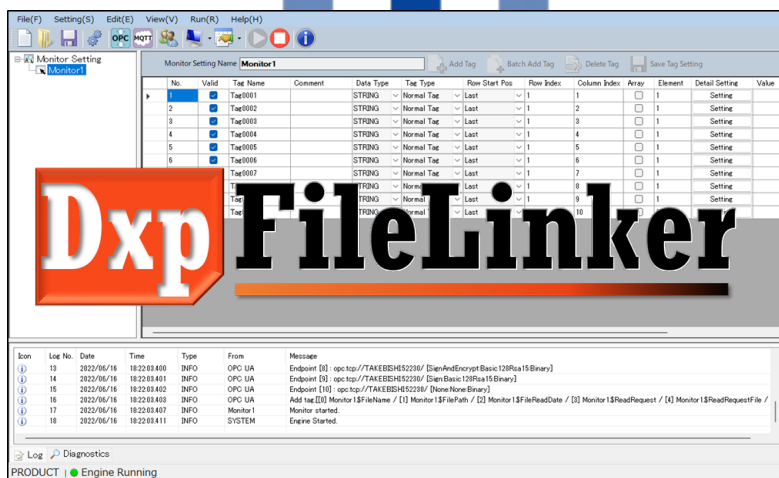 File(F) Setting(S) Edit(E) View(V) Run(R) Help(H)
OPC MQTT
Monitor Setting
Monitor1
Monitor Setting Name Monitor1 Add Tag Batch Add Tag Delete Tag Save Tag Setting
No. Valid Tag Name Comment Data Type Tag Type Row Start Pos Row Index Column Index Array Element Detail Setting Value
1 Tag0001 STRING Normal Tag Last 1 1 1 Setting
2 Tag0002 STRING Normal Tag Last 1 2 1 Setting
3 Tag0003 STRING Normal Tag Last 1 3 1 Setting
4 Tag0004 STRING Normal Tag Last 1 4 1 Setting
5 Tag0005 STRING Normal Tag Last 1 5 1 Setting
6 Tag0006 STRING Normal Tag Last 1 6 1 Setting
Tag0007 STRING Normal Tag Last 1 7 1 Setting
Last 1 8 1 Setting
Last 1 9 1 Setting
Last 10 1 Setting
Dxp FileLinker
Icon Log No. Date Time Type From Message
13 2022/06/16 18:22:03.400 INFO OPC UA Endpoint [8] : opc.tcp://TAKEBISHI52230/ [SignAndEncrypt:Basic128Rsa15:Binary]
14 2022/06/16 18:22:03.401 INFO OPC UA Endpoint [9] : opc.tcp://TAKEBISHI52230/ [Sign:Basic128Rsa15:Binary]
15 2022/06/16 18:22:03.402 INFO OPC UA Endpoint [10] : opc.tcp://TAKEBISHI52230/ [None:None:Binary]
16 2022/06/16 18:22:03.403 INFO OPC UA Add tag.[[0] Monitor1$FileName / [1] Monitor1$FilePath / [2] Monitor1$FileReadDate / [3] Monitor1$ReadRequest / [4] Monitor1$ReadRequestFile /
17 2022/06/16 18:22:03.407 INFO Monitor1 Monitor started.
18 2022/06/16 18:22:03.411 INFO SYSTEM Engine Started.
Log Diagnostics
PRODUCT | Engine Running